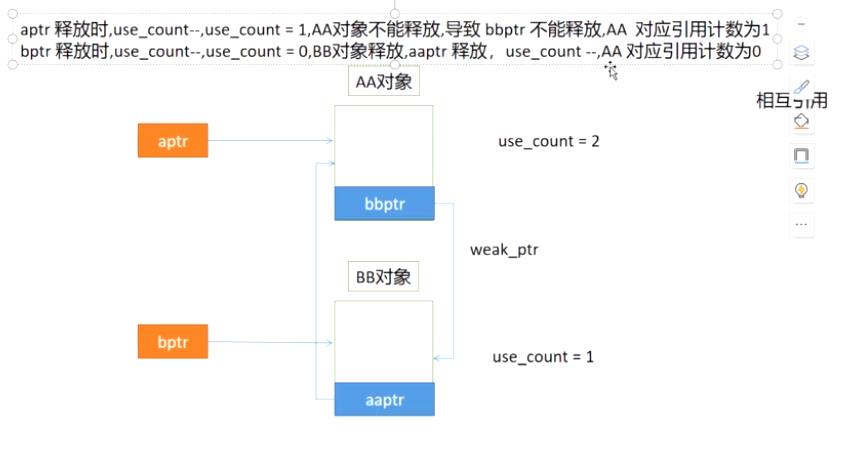 aptr 释放时,use_count--,use_count = 1,AA对象不能释放,导致 bbptr 不能释放,AA 对应引用计数为1
bptr 释放时,use_count--,use_count = 0,BB对象释放,aaptr 释放，use_count --,AA 对应引用计数为0
AA对象
相互引用
aptr
use_count = 2
bbptr
weak_ptr
BB对象
bptr
use_count = 1
aaptr